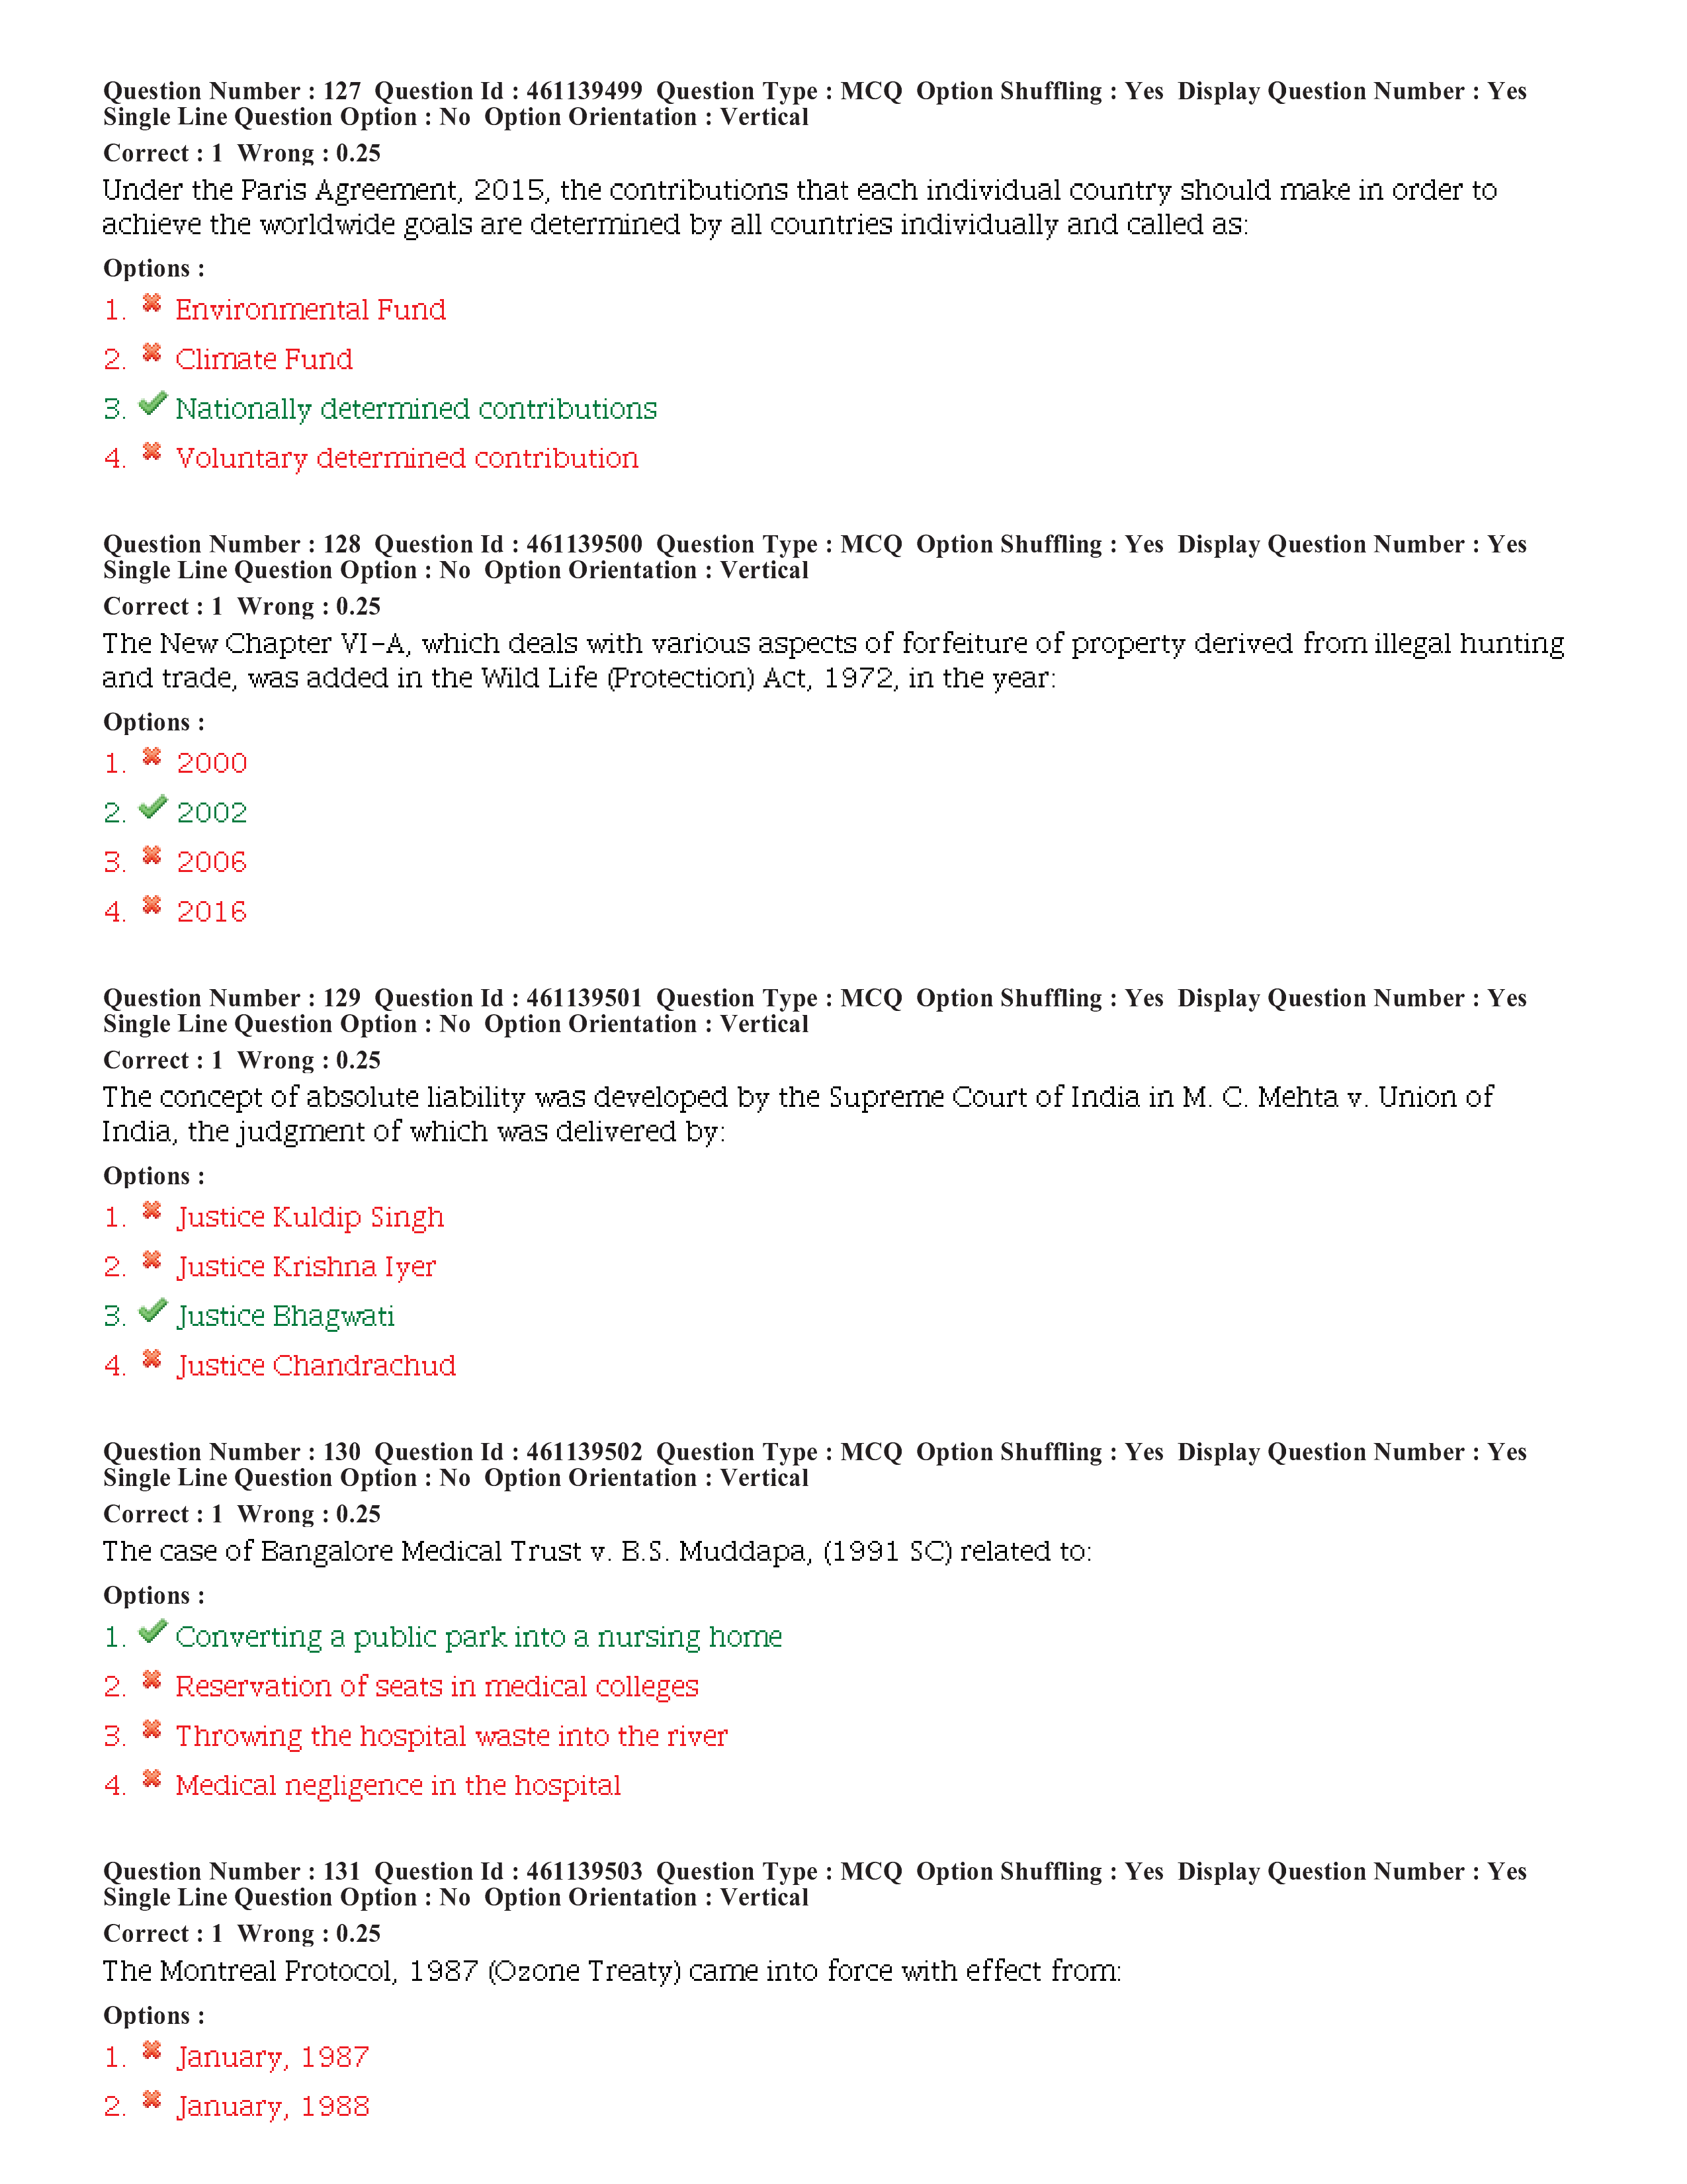 Question Number : 127 Question Id : 461139499 Question Type : MCQ Option Shuffling : Yes Display Question Number : Yes
Single Line Question Option : No Option Orientation : Vertical
Correct : 1 Wrong : 0.25
Under the Paris Agreement, 2015, the contributions that each individual country should make in order to
achieve the worldwide goals are determined by all countries individually and called as:
Options :
1. Environmental Fund
2. Climate Fund
3. Nationally determined contributions
4. Voluntary determined contribution
Question Number : 128 Question Id : 461139500 Question Type : MCQ Option Shuffling : Yes Display Question Number : Yes
Single Line Question Option : No Option Orientation : Vertical
Correct : 1 Wrong : 0.25
The New Chapter VI-A, which deals with various aspects of forfeiture of property derived from illegal hunting
and trade, was added in the Wild Life (Protection) Act, 1972, in the year:
Options :
1. 2000
2. 2002
3. 2006
4. 2016
Question Number : 129 Question Id : 461139501 Question Type : MCQ Option Shuffling : Yes Display Question Number : Yes
Single Line Question Option : No Option Orientation : Vertical
Correct : 1 Wrong : 0.25
The concept of absolute liability was developed by the Supreme Court of India in M. C. Mehta v. Union of
India, the judgment of which was delivered by:
Options :
1. Justice Kuldip Singh
2. Justice Krishna Iyer
3. Justice Bhagwati
4. Justice Chandrachud
Question Number : 130 Question Id : 461139502 Question Type : MCQ Option Shuffling : Yes Display Question Number : Yes
Single Line Question Option : No Option Orientation : Vertical
Correct : 1 Wrong : 0.25
The case of Bangalore Medical Trust v. B.S. Muddapa, (1991 SC) related to:
Options :
1. Converting a public park into a nursing home
2. Reservation of seats in medical colleges
3. Throwing the hospital waste into the river
4. Medical negligence in the hospital
Question Number : 131 Question Id : 461139503 Question Type : MCQ Option Shuffling : Yes Display Question Number : Yes
Single Line Question Option : No Option Orientation : Vertical
Correct : 1 Wrong : 0.25
The Montreal Protocol, 1987 (Ozone Treaty) came into force with effect from:
Options :
1. January, 1987
2. January, 1988